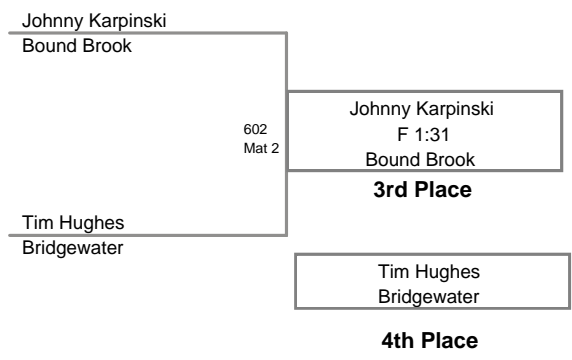 Johnny Karpinski
Bound Brook
602
Mat 2
Johnny Karpinski
F 1:31
Bound Brook
3rd Place
Tim Hughes
Bridgewater
Tim Hughes
Bridgewater
4th Place